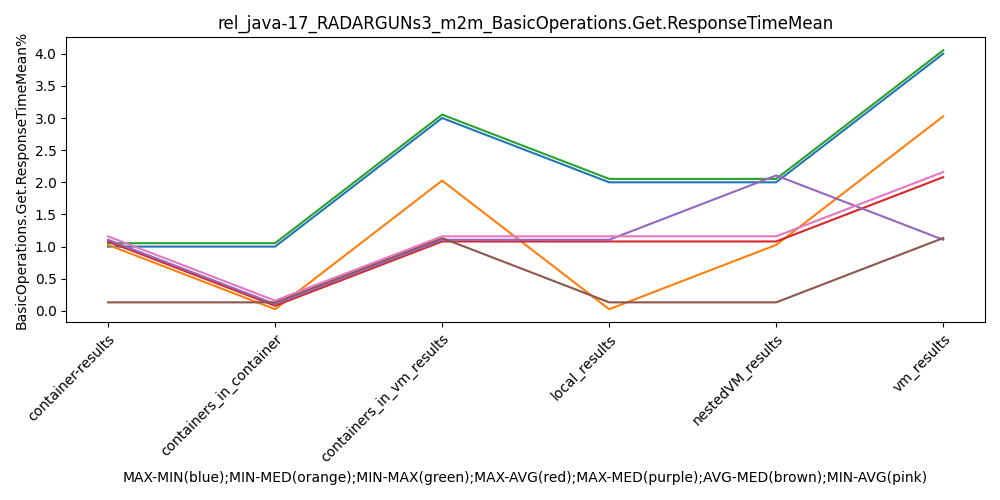 rel_java-17_RADARGUNs3_m2m_BasicOperations.Get.ResponseTimeMean
BasicOperations.Get.ResponseTimeMean%
4.0
3.5
3.0
2.5
2.0
1.5
1.0
0.5
0.0
container-results
containers_in_container
containers_in_vm_results
local_results
nestedVM_results
vm_results
MAX-MIN(blue);MIN-MED(orange);MIN-MAX(green);MAX-AVG(red);MAX-MED(purple);AVG-MED(brown);MIN-AVG(pink)